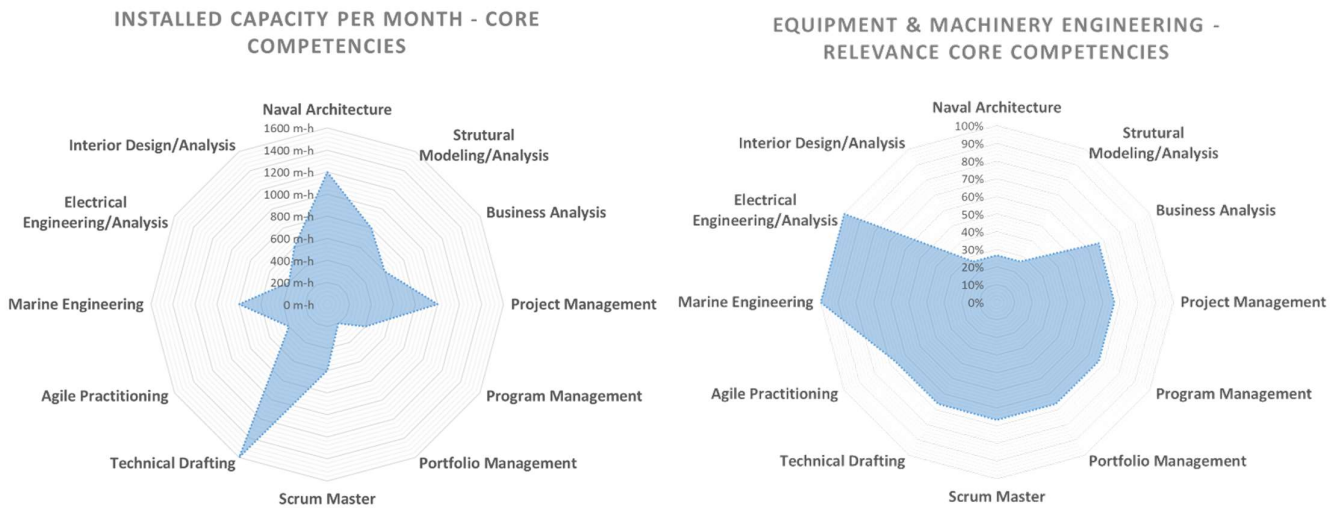 INSTALLED CAPACITY PER MONTH - CORE
COMPETENCIES
Naval Architecture
1600 m-h
1400 m-h
1200 m-h
1000 m-h
800 m-h
600 m-h
400 m-h
200 m-h
0 m-h
Strutural
Modeling/Analysis
Business Analysis
Project Management
Program Management
Portfolio Management
Scrum Master
Technical Drafting
Agile Practitioning
Marine Engineering
Electrical
Engineering/Analysis
Interior Design/Analysis
EQUIPMENT & MACHINERY ENGINEERING -
RELEVANCE CORE COMPETENCIES
Naval Architecture
100%
90%
80%
70%
60%
50%
40%
30%
20%
10%
0%
Strutural
Modeling/Analysis
Business Analysis
Project Management
Program Management
Portfolio Management
Scrum Master
Technical Drafting
Agile Practitioning
Marine Engineering
Electrical
Engineering/Analysis
Interior Design/Analysis